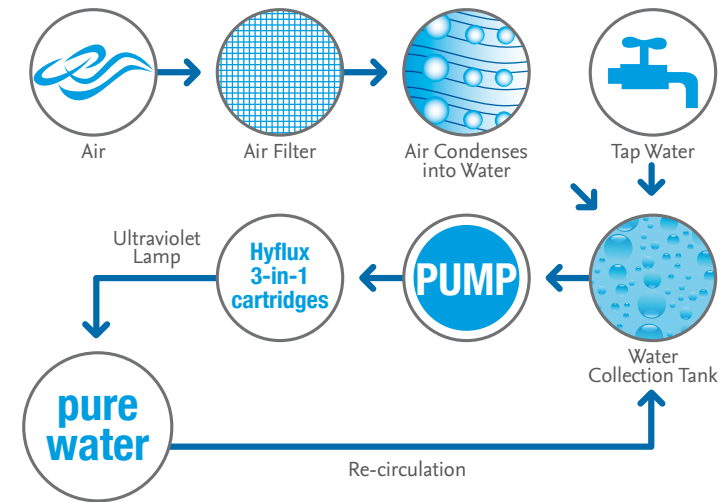 Air
Air Filter
Air Condenses
into Water
Tap Water
Ultraviolet
Lamp
Hyflux
3-in-1
cartridges
PUMP
Water
Collection Tank
pure
water
Re-circulation